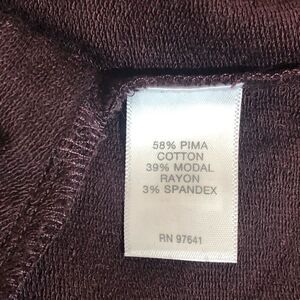 58% PIMA
COTTON
39% MODAL
RAYON
3% SPANDEX
RN 97641